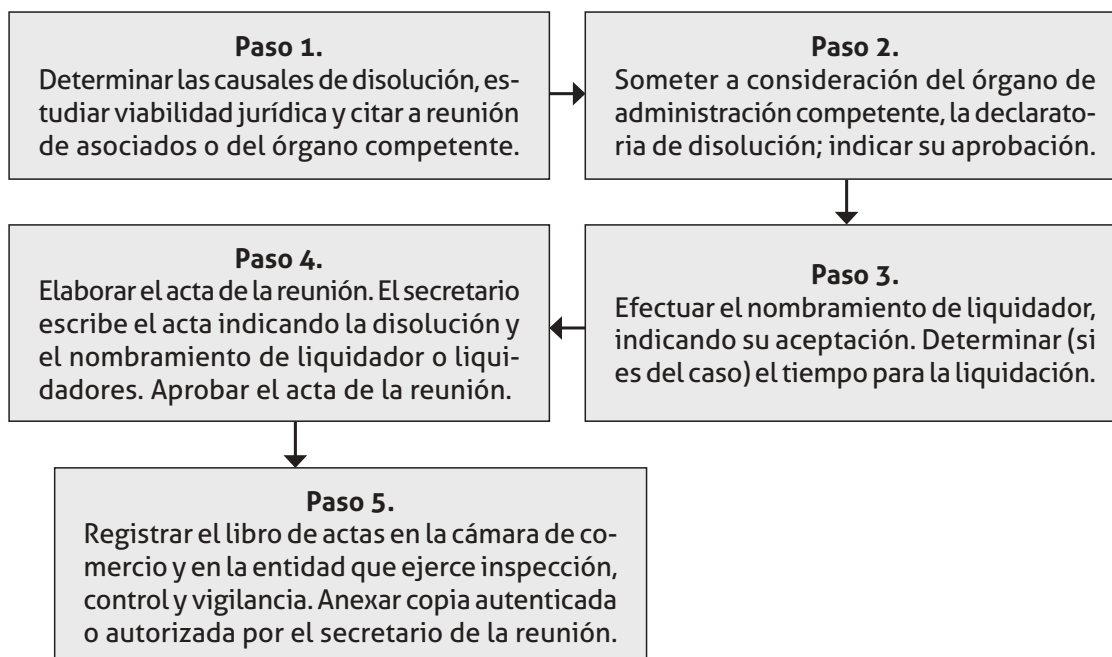 Paso 1.
Determinar las causales de disolución, es-
tudiar viabilidad jurídica y citar a reunión
de asociados o del órgano competente.
Paso 2.
Someter a consideración del órgano de
administración competente, la declarato-
ria de disolución; indicar su aprobación.
Paso 3.
Efectuar el nombramiento de liquidador,
indicando su aceptación. Determinar (si
es del caso) el tiempo para la liquidación.
Paso 4.
Elaborar el acta de la reunión. El secretario
escribe el acta indicando la disolución y
el nombramiento de liquidador o liqui-
dadores. Aprobar el acta de la reunión.
Paso 5.
Registrar el libro de actas en la cámara de co-
mercio y en la entidad que ejerce inspección,
control y vigilancia. Anexar copia autenticada
o autorizada por el secretario de la reunión.